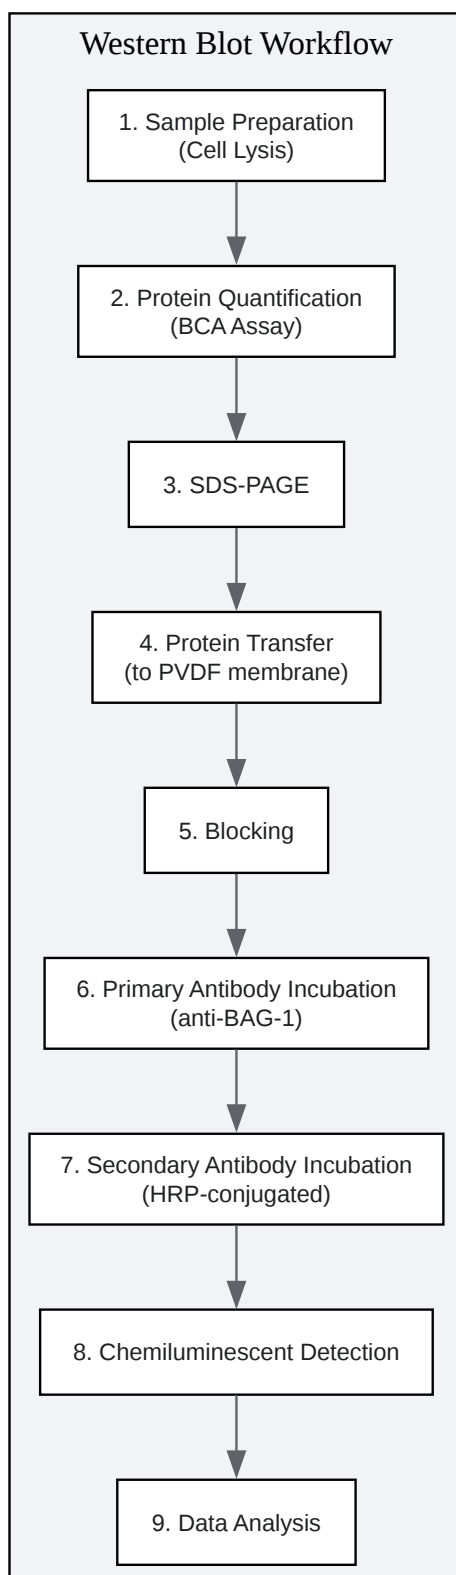 Western Blot Workflow
1. Sample Preparation
(Cell Lysis)
2. Protein Quantification
(BCA Assay)
3. SDS-PAGE
4. Protein Transfer
(to PVDF membrane)
5. Blocking
6. Primary Antibody Incubation
(anti-BAG-1)
7. Secondary Antibody Incubation
(HRP-conjugated)
8. Chemiluminescent Detection
9. Data Analysis